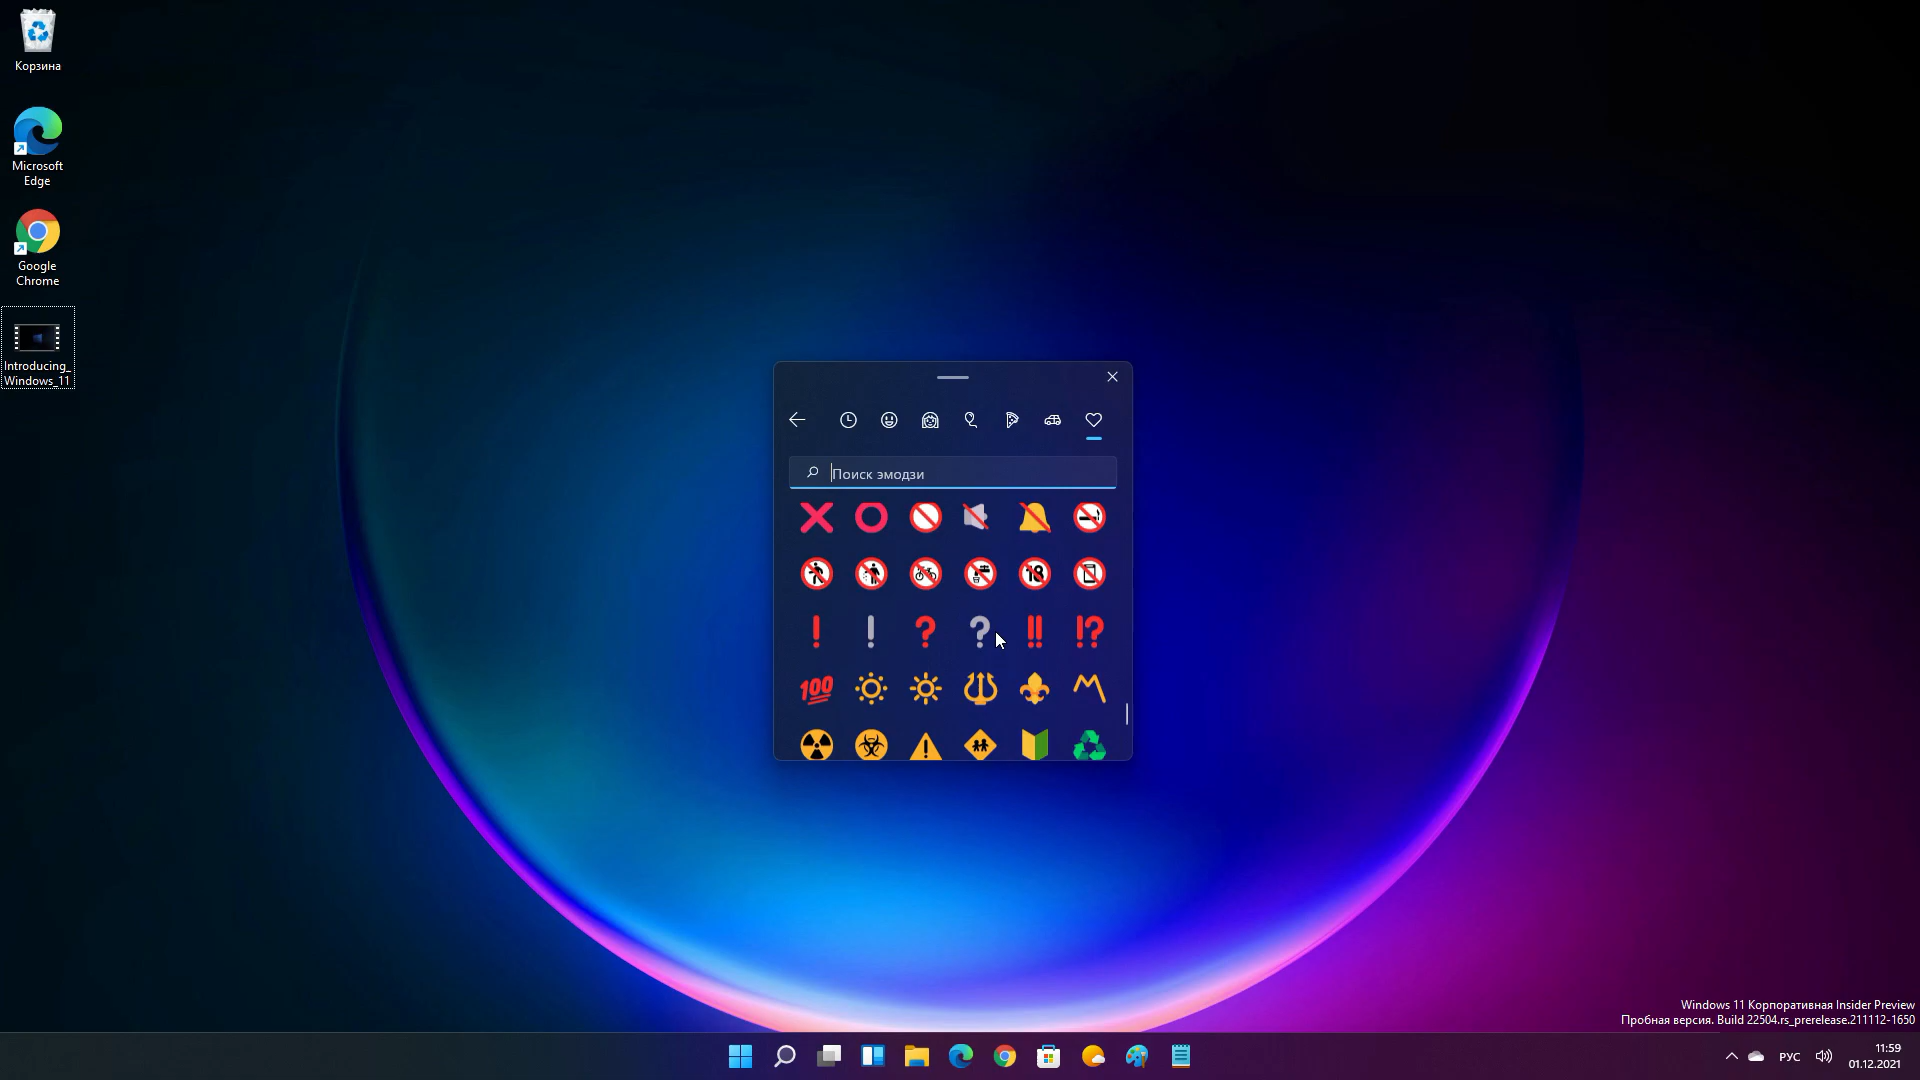 Корзина
Microsoft
Edge
Google
Chrome
Introducing_
Windows_11
Поиск эмодзи
18
100
Windows 11 Корпоративная Insider Preview
Пробная версия. Build 22504.rs_prerelease.211112-1650
РУС
11:59
01.12.2021